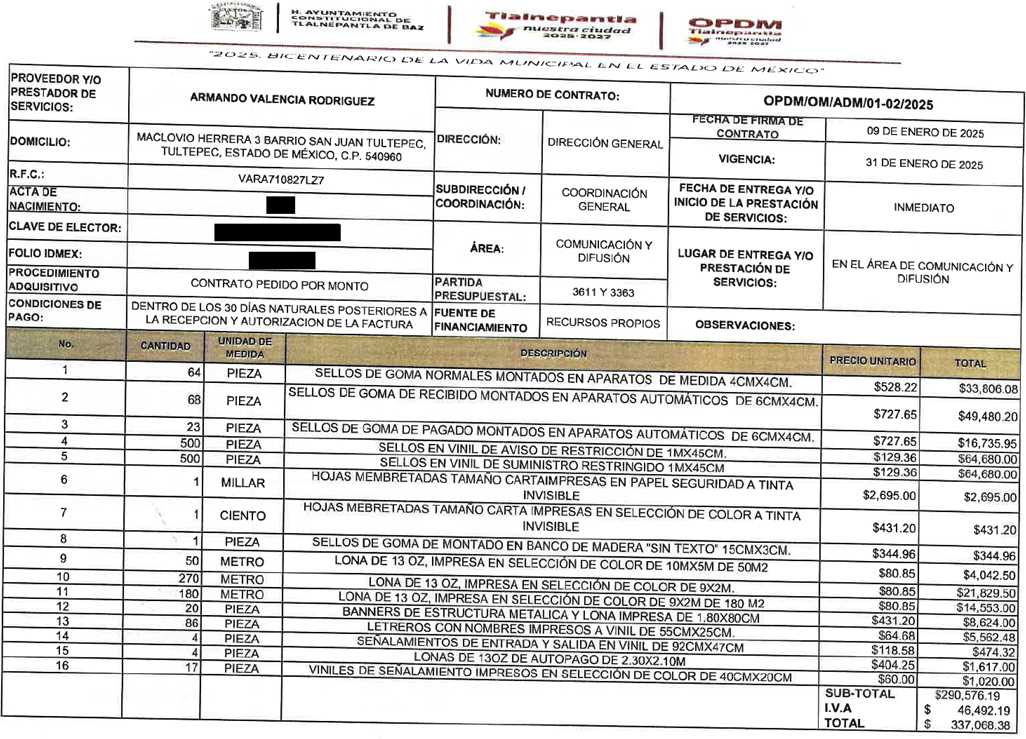 H. AYUNTAMIENTO
CONSTITUCIONAL DE
TLALNEPANTLA DE BAZ
Tlalnepantla
nuestra ciudad
2025-2027
OPDM
Tlalnepantla
nuestra ciudad
2025-2027
"2025. BICENTENARIO DE LA VIDA MUNICIPAL EN EL ESTADO DE MÉXICO"
PROVEEDOR Y/O PRESTADOR DE SERVICIOS: ARMANDO VALENCIA RODRIGUEZ
NUMERO DE CONTRATO: OPDM/OM/ADM/01-02/2025
DOMICILIO: MACLOVIO HERRERA 3 BARRIO SAN JUAN TULTEPEC, TULTEPEC, ESTADO DE MÉXICO, C.P. 540960
DIRECCIÓN: DIRECCIÓN GENERAL
FECHA DE FIRMA DE CONTRATO 09 DE ENERO DE 2025
VIGENCIA: 31 DE ENERO DE 2025
R.F.C.: VARA710827LZ7
ACTA DE NACIMIENTO:
SUBDIRECCIÓN / COORDINACIÓN: COORDINACIÓN GENERAL
FECHA DE ENTREGA Y/O INICIO DE LA PRESTACIÓN DE SERVICIOS: INMEDIATO
CLAVE DE ELECTOR:
FOLIO IDMEX:
ÁREA: COMUNICACIÓN Y DIFUSIÓN
LUGAR DE ENTREGA Y/O PRESTACIÓN DE SERVICIOS: EN EL ÁREA DE COMUNICACIÓN Y DIFUSIÓN
PROCEDIMIENTO ADQUISITIVO CONTRATO PEDIDO POR MONTO
PARTIDA PRESUPUESTAL: 3611 Y 3363
CONDICIONES DE PAGO: DENTRO DE LOS 30 DÍAS NATURALES POSTERIORES A LA RECEPCION Y AUTORIZACION DE LA FACTURA
FUENTE DE FINANCIAMIENTO RECURSOS PROPIOS
OBSERVACIONES:
No. CANTIDAD UNIDAD DE MEDIDA DESCRIPCIÓN PRECIO UNITARIO TOTAL
1 64 PIEZA SELLOS DE GOMA NORMALES MONTADOS EN APARATOS DE MEDIDA 4CMX4CM. $528.22 $33,806.08
2 68 PIEZA SELLOS DE GOMA DE RECIBIDO MONTADOS EN APARATOS AUTOMÁTICOS DE 6CMX4CM. $727.65 $49,480.20
3 23 PIEZA SELLOS DE GOMA DE PAGADO MONTADOS EN APARATOS AUTOMÁTICOS DE 6CMX4CM. $727.65 $16,735.95
4 500 PIEZA SELLOS EN VINIL DE AVISO DE RESTRICCIÓN DE 1MX45CM. $129.36 $64,680.00
5 500 PIEZA SELLOS EN VINIL DE SUMINISTRO RESTRINGIDO 1MX45CM $129.36 $64,680.00
6 1 MILLAR HOJAS MEMBRETADAS TAMAÑO CARTAIMPRESAS EN PAPEL SEGURIDAD A TINTA INVISIBLE $2,695.00 $2,695.00
7 1 CIENTO HOJAS MEBRETADAS TAMAÑO CARTA IMPRESAS EN SELECCIÓN DE COLOR A TINTA INVISIBLE $431.20 $431.20
8 1 PIEZA SELLOS DE GOMA DE MONTADO EN BANCO DE MADERA "SIN TEXTO" 15CMX3CM. $344.96 $344.96
9 50 METRO LONA DE 13 OZ, IMPRESA EN SELECCIÓN DE COLOR DE 10MX5M DE 50M2 $80.85 $4,042.50
10 270 METRO LONA DE 13 OZ, IMPRESA EN SELECCIÓN DE COLOR DE 9X2M. $80.85 $21,829.50
11 180 METRO LONA DE 13 OZ, IMPRESA EN SELECCIÓN DE COLOR DE 9X2M DE 180 M2 $80.85 $14,553.00
12 20 PIEZA BANNERS DE ESTRUCTURA METALICA Y LONA IMPRESA DE 1.80X80CM $431.20 $8,624.00
13 86 PIEZA LETREROS CON NOMBRES IMPRESOS A VINIL DE 55CMX25CM. $64.68 $5,562.48
14 4 PIEZA SEÑALAMIENTOS DE ENTRADA Y SALIDA EN VINIL DE 92CMX47CM $118.58 $474.32
15 4 PIEZA LONAS DE 13OZ DE AUTOPAGO DE 2.30X2.10M $404.25 $1,617.00
16 17 PIEZA VINILES DE SEÑALAMIENTO IMPRESOS EN SELECCIÓN DE COLOR DE 40CMX20CM $60.00 $1,020.00
SUB-TOTAL $290,576.19
I.V.A $ 46,492.19
TOTAL $ 337,068.38